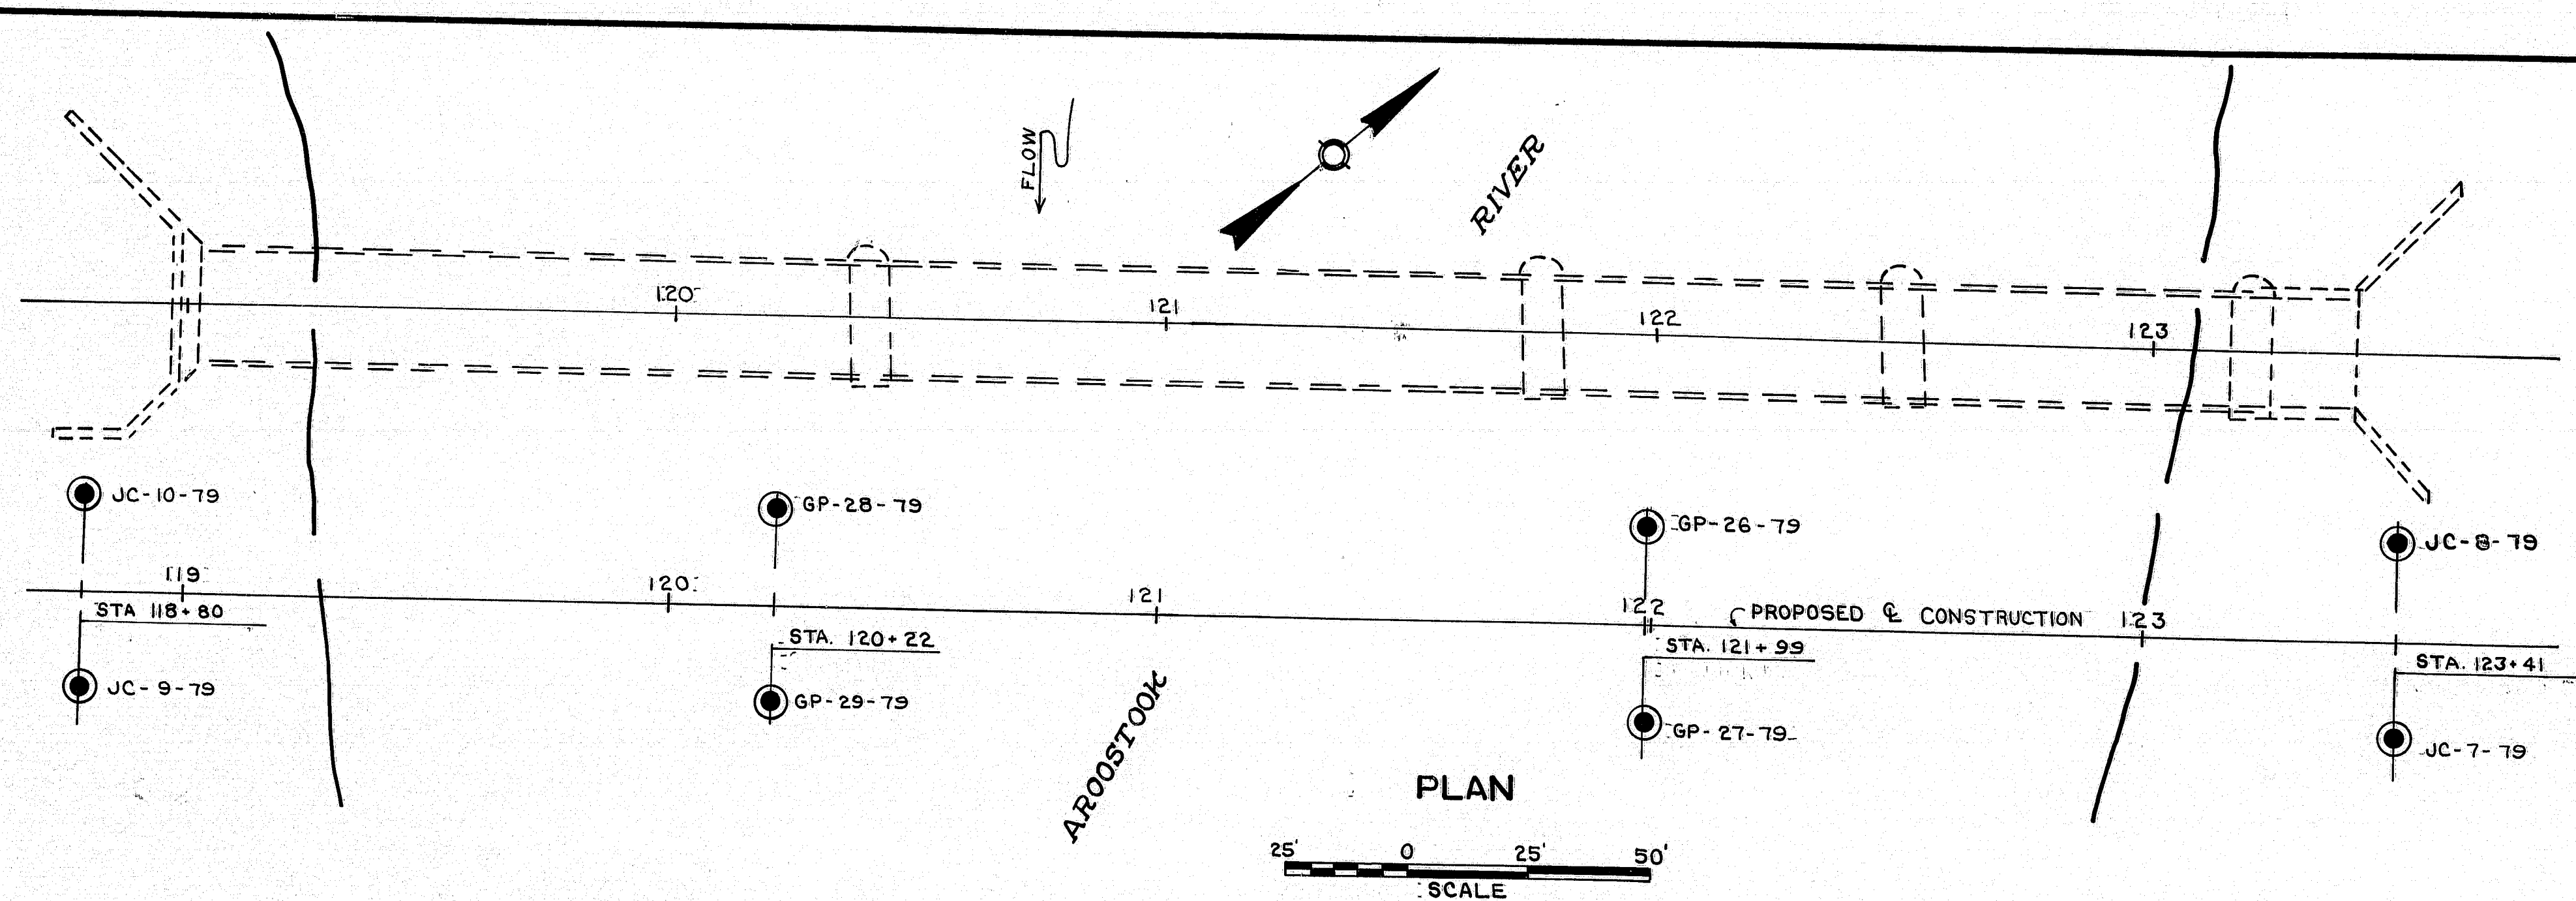 FLOW
RIVER
120
121
122
123
JC-10-79
GP-28-79
GP-26-79
JC-8-79
119
120
121
122
PROPOSED ℄ CONSTRUCTION
123
STA 118+80
STA. 120+22
STA. 121+99
STA. 123+41
JC-9-79
GP-29-79
GP-27-79
JC-7-79
AROOSTOOK
PLAN
25' 0 25' 50'
SCALE